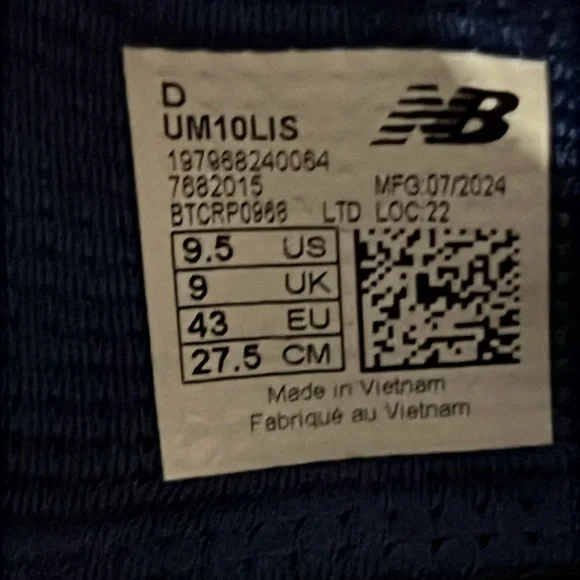 D
UM10LIS
NB
197968240064
7682015 MFG:07/2024
BTCRP0968 LTD LOC:22
9.5 US
9 UK
43 EU
27.5 CM
Made in Vietnam
Fabriqué au Vietnam